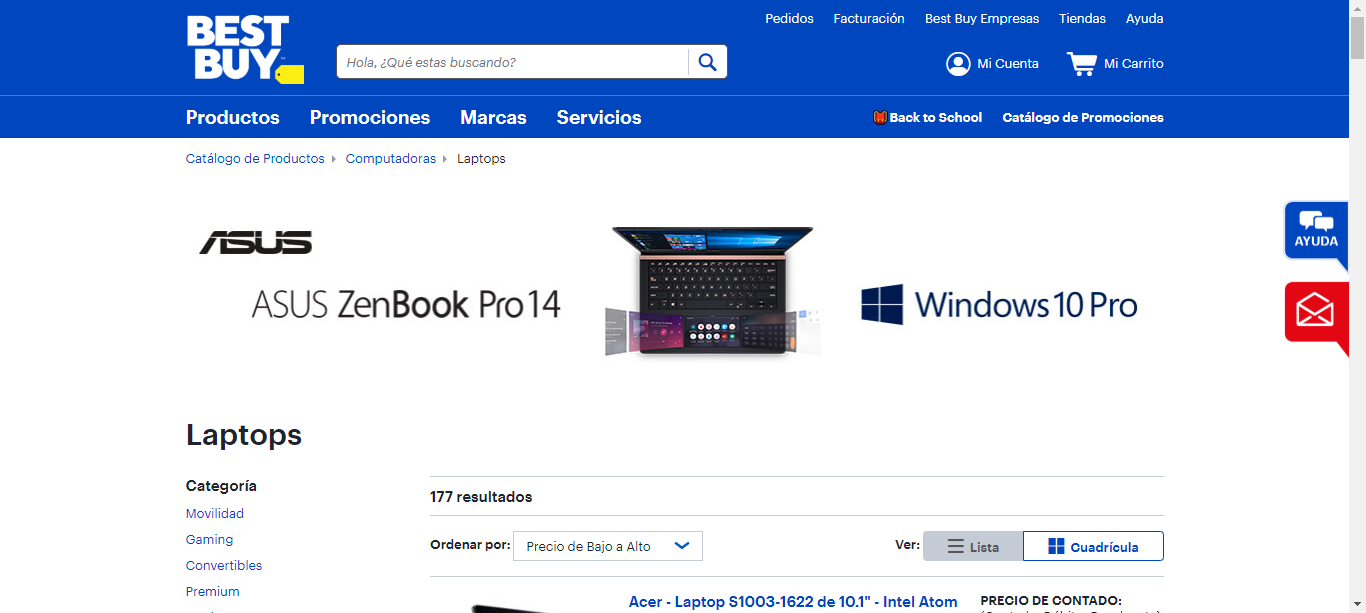 Pedidos Facturación Best Buy Empresas Tiendas Ayuda
BEST
BUY
Hola, ¿Qué estas buscando?
Mi Cuenta Mi Carrito
Productos Promociones Marcas Servicios Back to School Catálogo de Promociones
Catálogo de Productos Computadoras Laptops
AYUDA
ASUS
ASUS ZenBook Pro 14
Windows 10 Pro
Laptops
Categoría
Movilidad
Gaming
Convertibles
Premium
177 resultados
Ordenar por: Precio de Bajo a Alto Ver: Lista Cuadrícula
Acer - Laptop S1003-1622 de 10.1" - Intel Atom
PRECIO DE CONTADO: